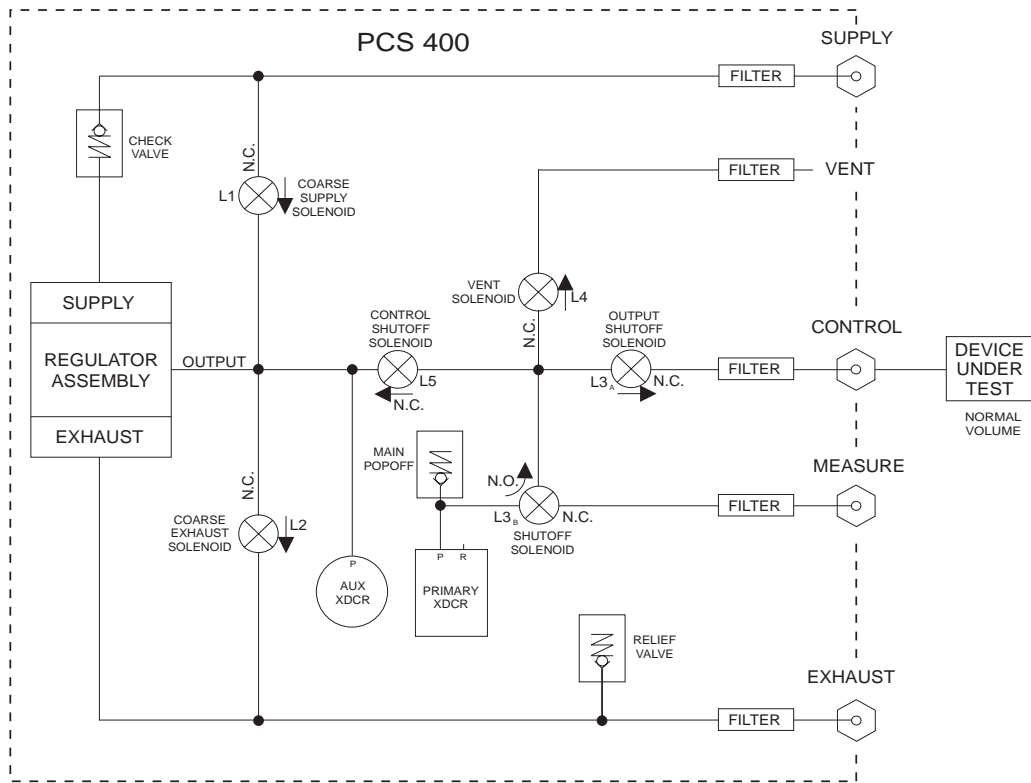 PCS 400
SUPPLY
FILTER
CHECK
VALVE
N.C.
L1
COARSE
SUPPLY
SOLENOID
FILTER
VENT
VENT
SOLENOID
L4
N.C.
SUPPLY
REGULATOR
ASSEMBLY
EXHAUST
OUTPUT
CONTROL
SHUTOFF
SOLENOID
L5
N.C.
OUTPUT
SHUTOFF
SOLENOID
L3A
N.C.
FILTER
CONTROL
DEVICE
UNDER
TEST
NORMAL
VOLUME
MAIN
POPOFF
N.O.
L3B
N.C.
SHUTOFF
SOLENOID
FILTER
MEASURE
N.C.
COARSE
EXHAUST
SOLENOID
L2
P
AUX
XDCR
P R
PRIMARY
XDCR
RELIEF
VALVE
FILTER
EXHAUST